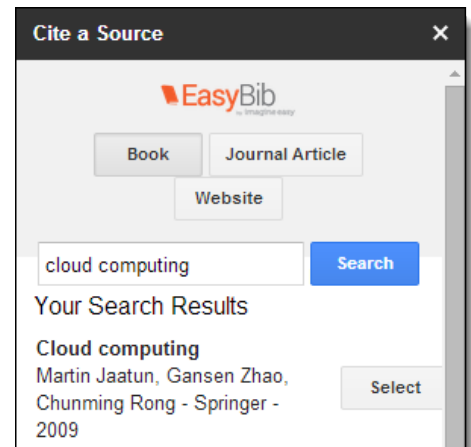 Cite a Source ×
EasyBib
by imagine easy
Book Journal Article
Website
cloud computing Search
Your Search Results
Cloud computing
Martin Jaatun, Gansen Zhao,
Chunming Rong - Springer -
2009
Select